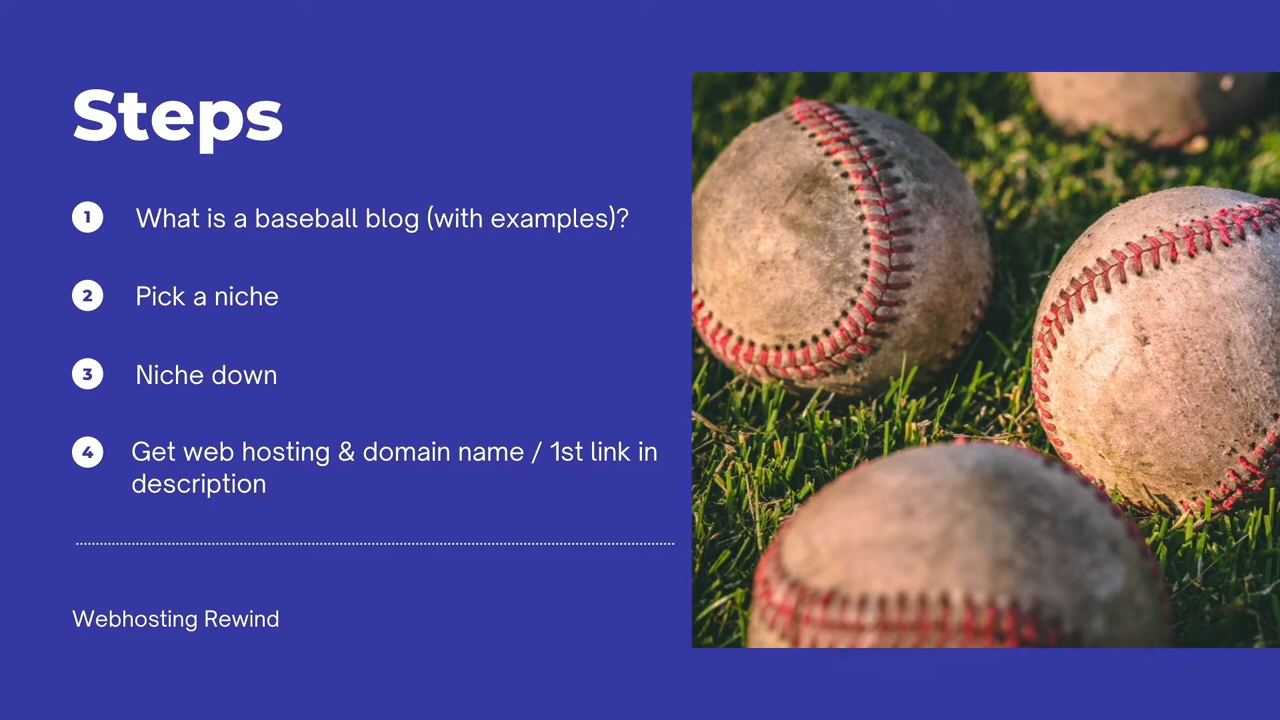 Steps
1 What is a baseball blog (with examples)?
2 Pick a niche
3 Niche down
4 Get web hosting & domain name / 1st link in
description
Webhosting Rewind